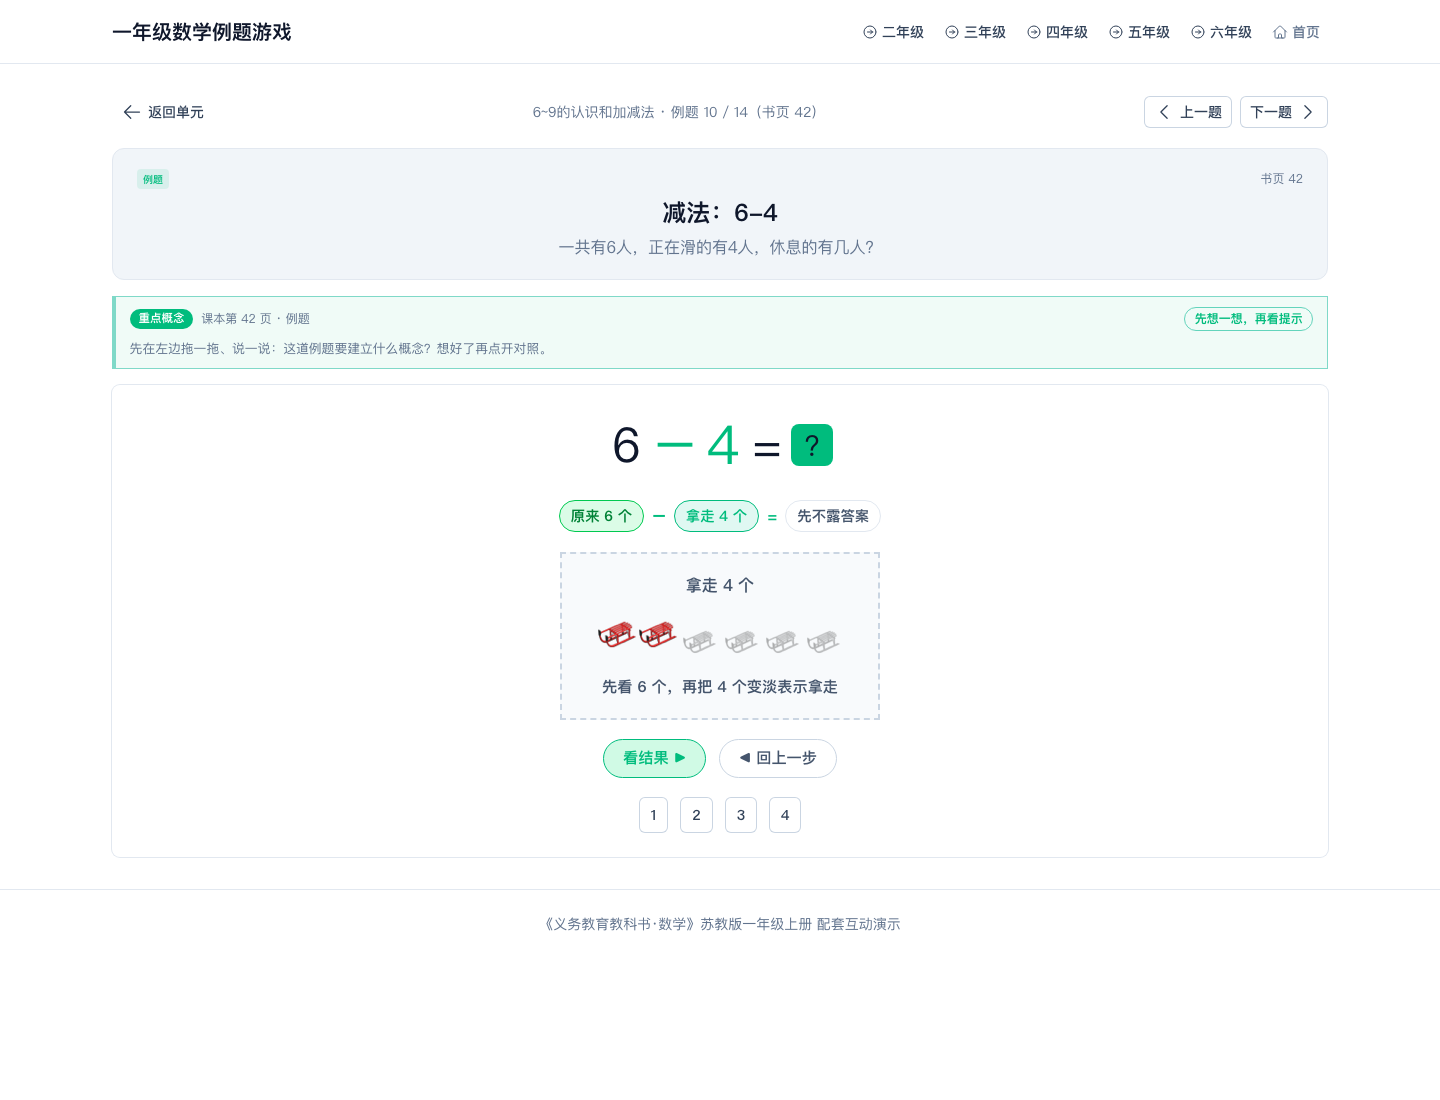 一年级数学例题游戏
二年级 三年级 四年级 五年级 六年级 首页
返回单元
6~9的认识和加减法 · 例题 10 / 14（书页 42）
上一题 下一题
例题
书页 42
减法：6−4
一共有6人，正在滑的有4人，休息的有几人？
重点概念 课本第 42 页 · 例题
先想一想，再看提示
先在左边拖一拖、说一说：这道例题要建立什么概念？想好了再点开对照。
6 − 4 = ?
原来 6 个 − 拿走 4 个 = 先不露答案
拿走 4 个
先看 6 个，再把 4 个变淡表示拿走
看结果 ▶ ◀ 回上一步
1 2 3 4
《义务教育教科书·数学》苏教版一年级上册 配套互动演示